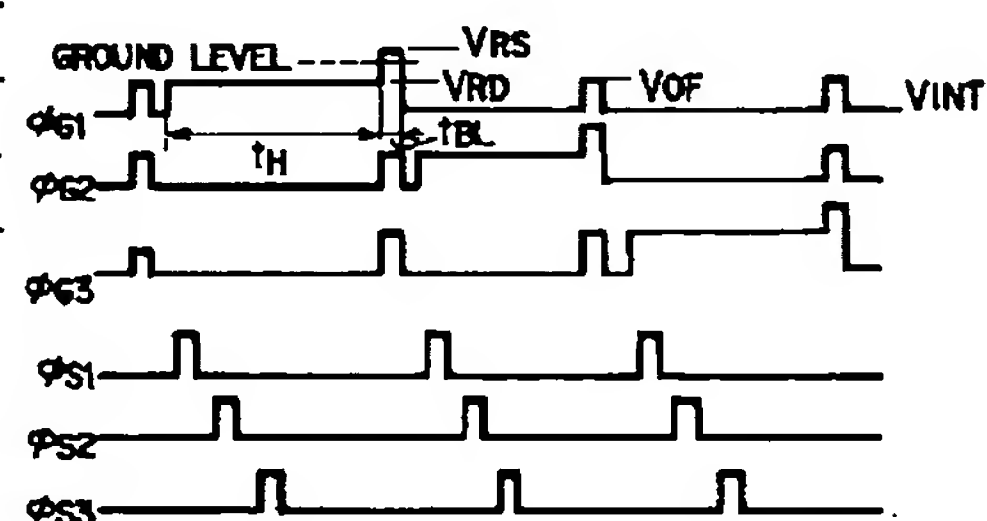 GROUND LEVEL
VRS
VRD
VOF
VINT
φG1
tBL
tH
φG2
φG3
φS1
φS2
φS3